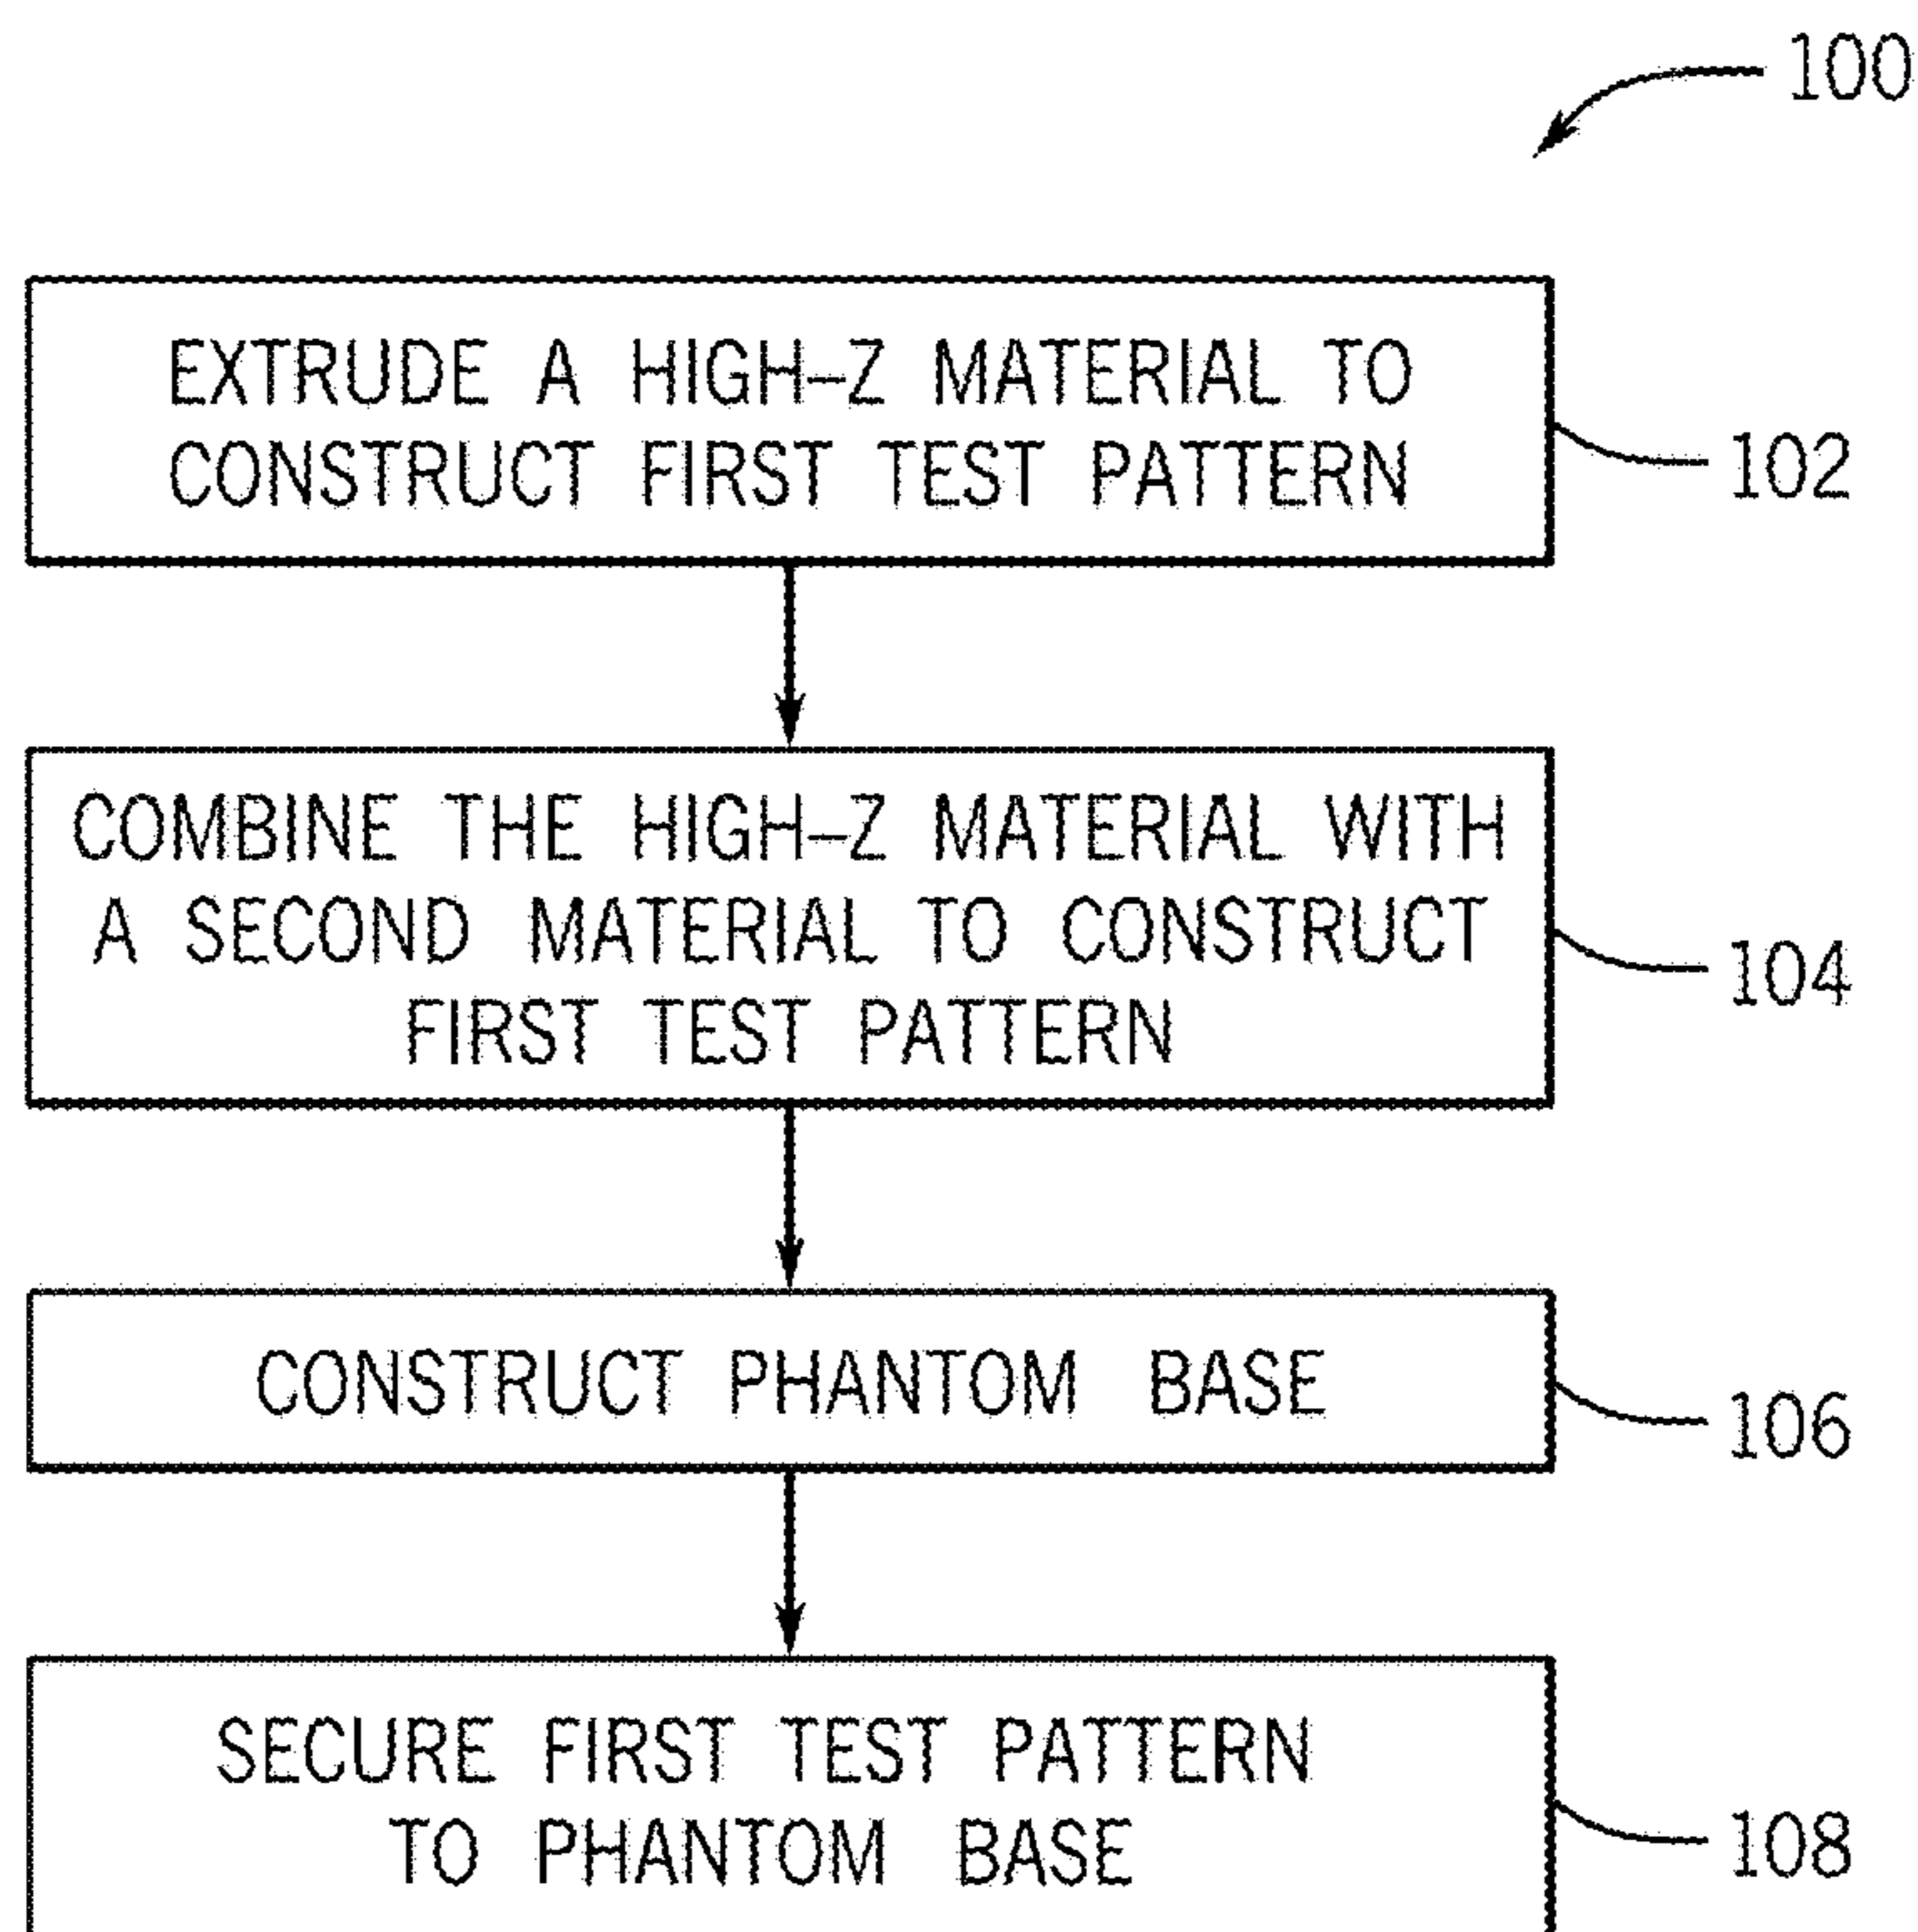 100
EXTRUDE A HIGH–Z MATERIAL TO
CONSTRUCT FIRST TEST PATTERN
102
COMBINE THE HIGH–Z MATERIAL WITH
A SECOND MATERIAL TO CONSTRUCT
FIRST TEST PATTERN
104
CONSTRUCT PHANTOM BASE
106
SECURE FIRST TEST PATTERN
TO PHANTOM BASE
108